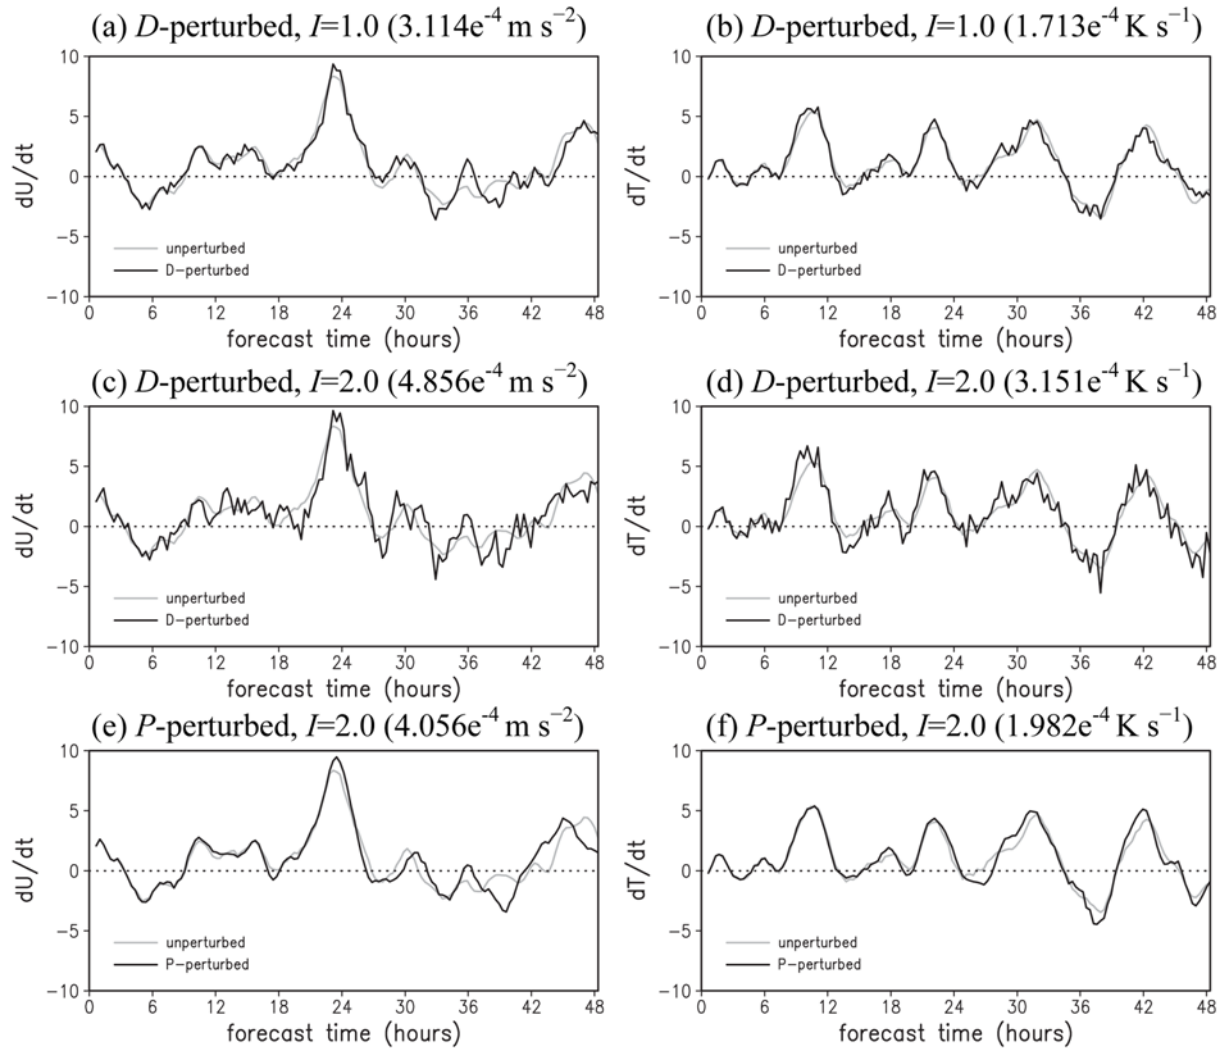 (a) D-perturbed, I=1.0 (3.114e⁻⁴ m s⁻²)
10
5
0
−5
−10
dU/dt
unperturbed
D−perturbed
0 6 12 18 24 30 36 42 48
forecast time (hours)
(b) D-perturbed, I=1.0 (1.713e⁻⁴ K s⁻¹)
10
5
0
−5
−10
dT/dt
unperturbed
D−perturbed
0 6 12 18 24 30 36 42 48
forecast time (hours)
(c) D-perturbed, I=2.0 (4.856e⁻⁴ m s⁻²)
10
5
0
−5
−10
dU/dt
unperturbed
D−perturbed
0 6 12 18 24 30 36 42 48
forecast time (hours)
(d) D-perturbed, I=2.0 (3.151e⁻⁴ K s⁻¹)
10
5
0
−5
−10
dT/dt
unperturbed
D−perturbed
0 6 12 18 24 30 36 42 48
forecast time (hours)
(e) P-perturbed, I=2.0 (4.056e⁻⁴ m s⁻²)
10
5
0
−5
−10
dU/dt
unperturbed
P−perturbed
0 6 12 18 24 30 36 42 48
forecast time (hours)
(f) P-perturbed, I=2.0 (1.982e⁻⁴ K s⁻¹)
10
5
0
−5
−10
dT/dt
unperturbed
P−perturbed
0 6 12 18 24 30 36 42 48
forecast time (hours)